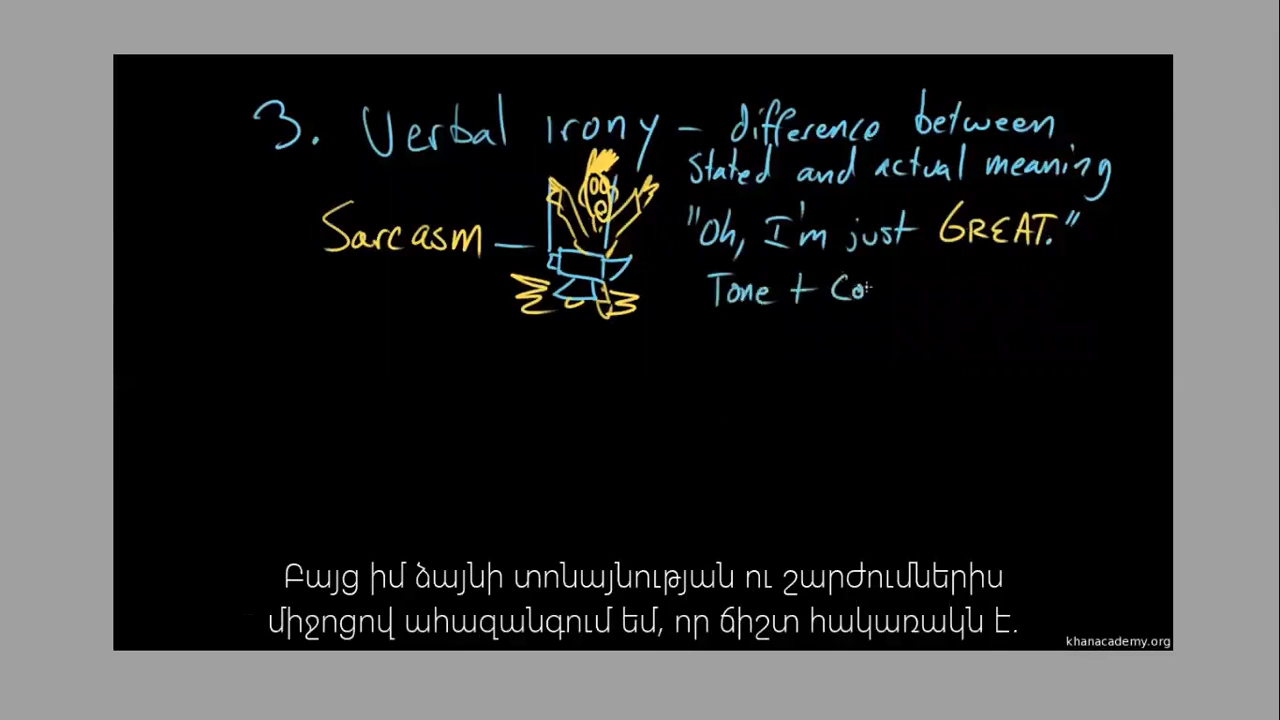 3. Verbal irony – difference between
stated and actual meaning
Sarcasm –
"Oh, I'm just GREAT."
Tone + Co
Բայց իմ ձայնի տոնայնության ու շարժումներիս
միջոցով ահազանգում եմ, որ ճիշտ հակառակն է.
khanacademy.org